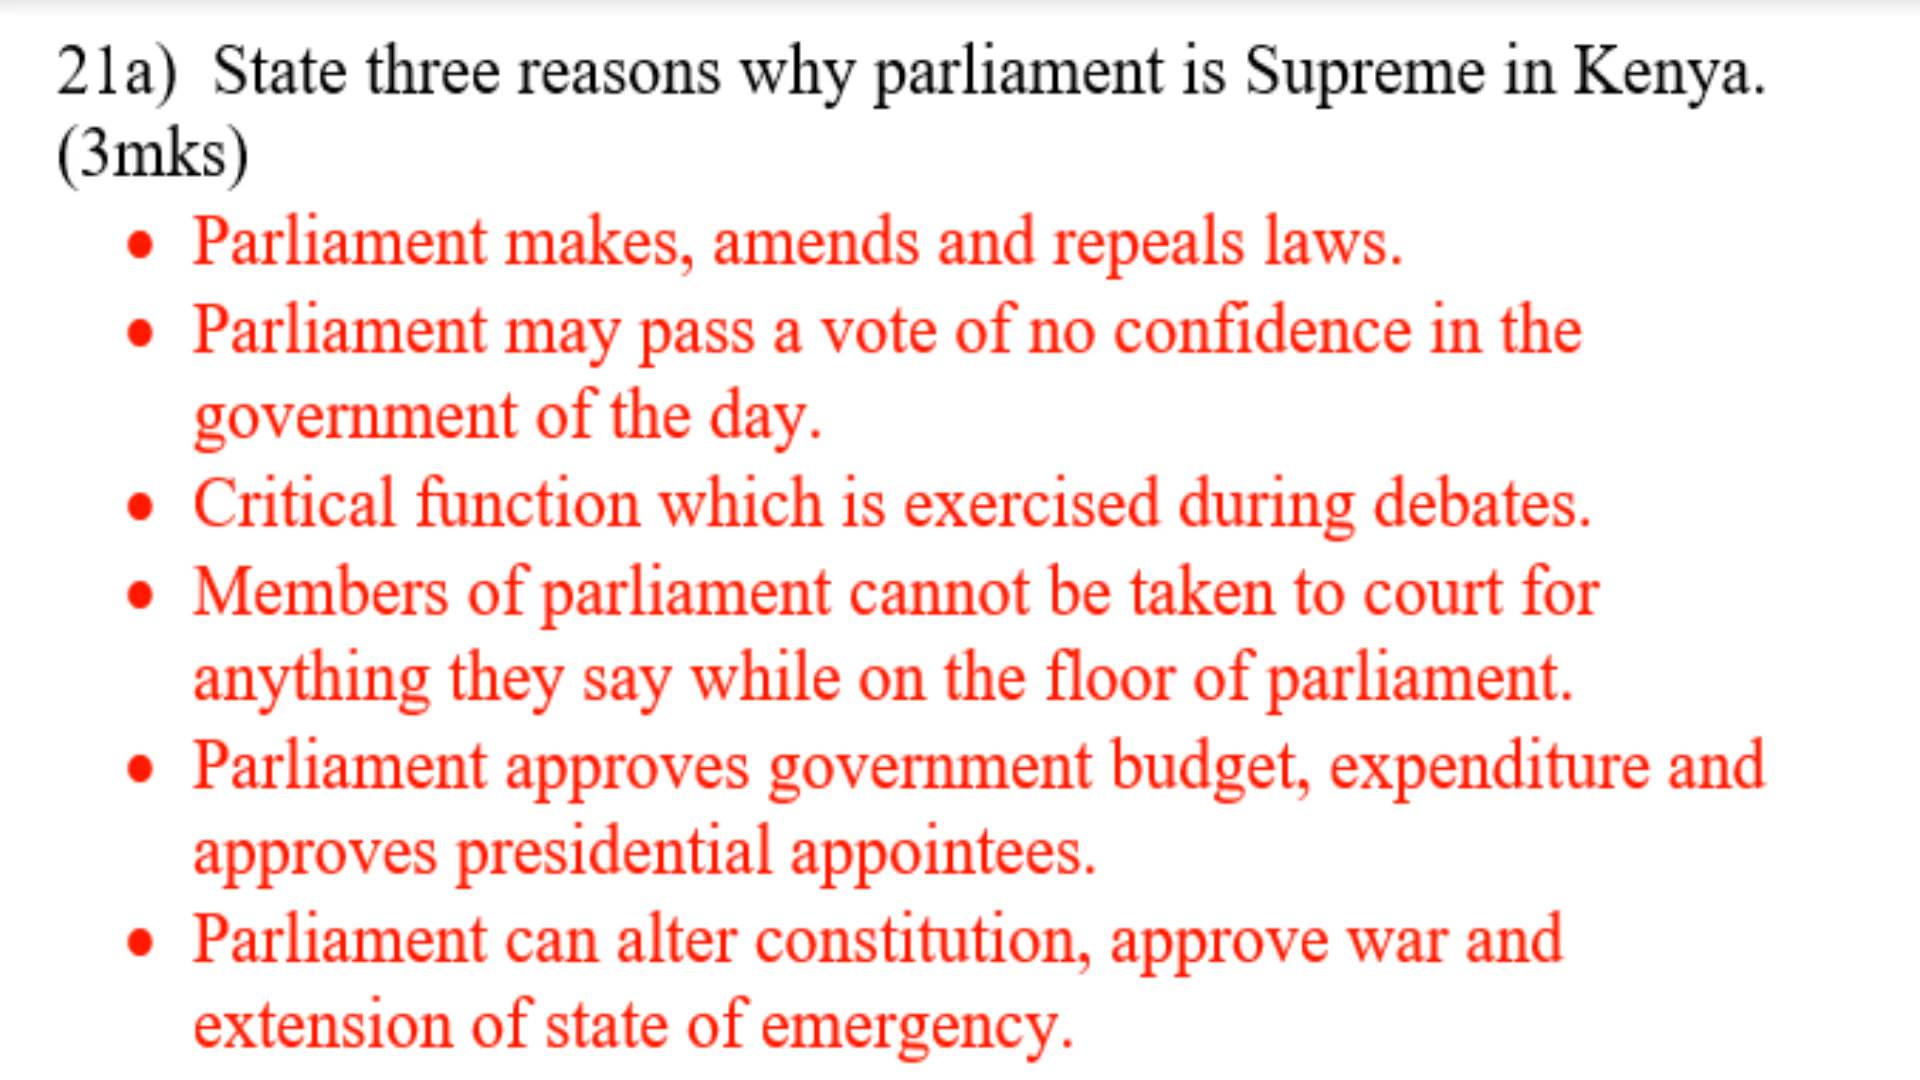 21a)  State three reasons why parliament is Supreme in Kenya.
(3mks)
• Parliament makes, amends and repeals laws.
• Parliament may pass a vote of no confidence in the
government of the day.
• Critical function which is exercised during debates.
• Members of parliament cannot be taken to court for
anything they say while on the floor of parliament.
• Parliament approves government budget, expenditure and
approves presidential appointees.
• Parliament can alter constitution, approve war and
extension of state of emergency.